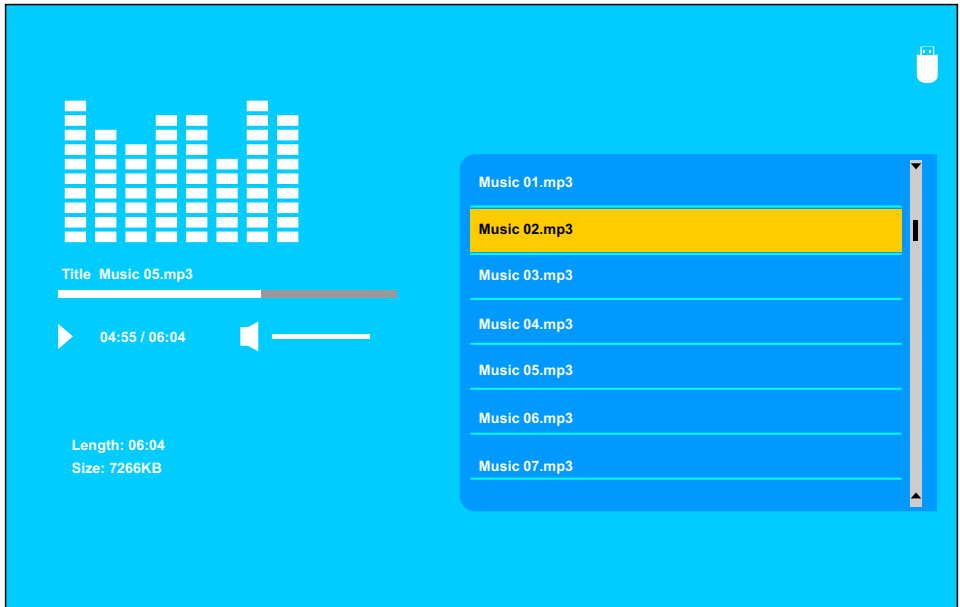 Title  Music 05.mp3
04:55 / 06:04
Length: 06:04
Size: 7266KB
Music 01.mp3
Music 02.mp3
Music 03.mp3
Music 04.mp3
Music 05.mp3
Music 06.mp3
Music 07.mp3